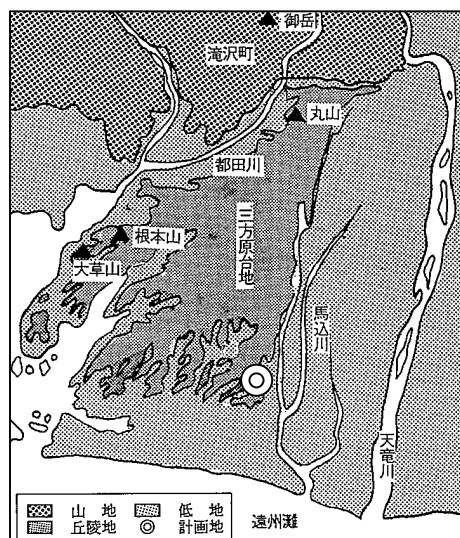 御岳
滝沢町
丸山
都田川
三方原台地
根本山
大草山
馬込川
天竜川
山地
低地
丘陵地
計画地
遠州灘